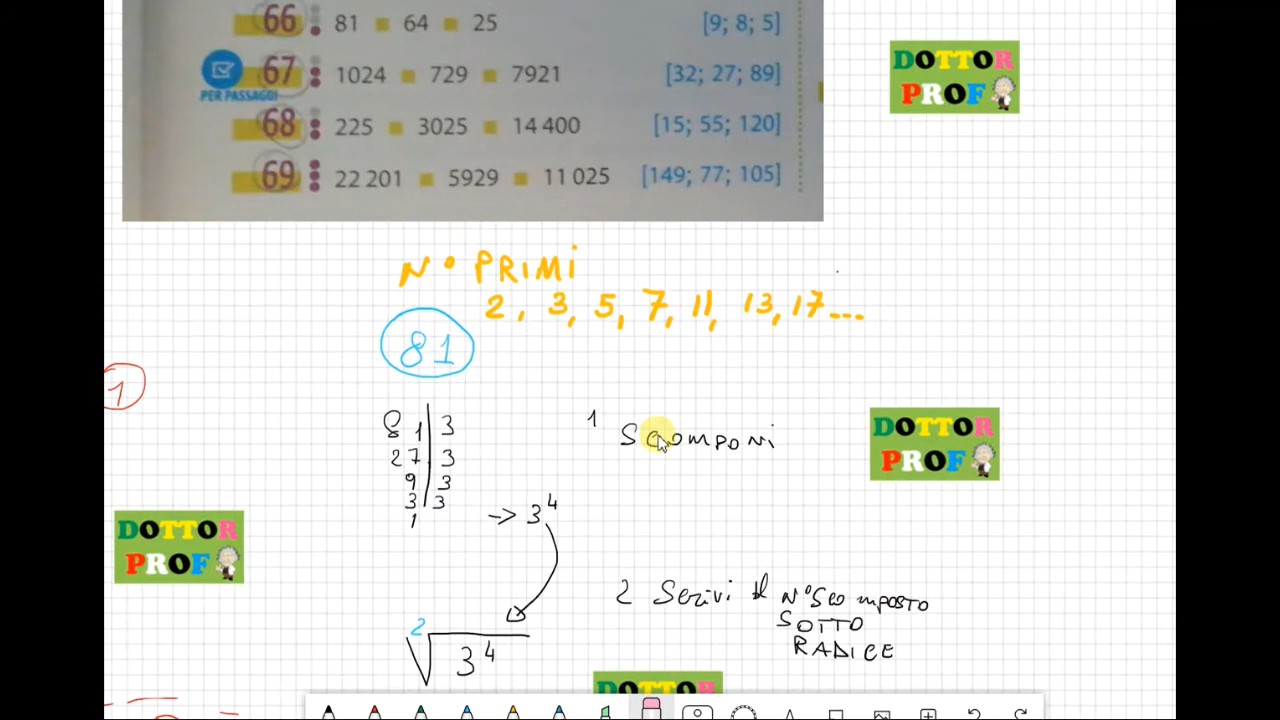 66 81 64 25 [9; 8; 5]
67 1024 729 7921 [32; 27; 89]
PER PASSAGGI
68 225 3025 14 400 [15; 55; 120]
69 22 201 5929 11 025 [149; 77; 105]
DOTTOR
PROF
N° PRIMI
2, 3, 5, 7, 11, 13, 17...
81
1
81 | 3
27 | 3
9 | 3
3 | 3
1
→ 3⁴
1 SCOMPONI
DOTTOR
PROF
DOTTOR
PROF
2 Scrivi il N° Scomposto
SOTTO
RADICE
2√3⁴
DOTTOR